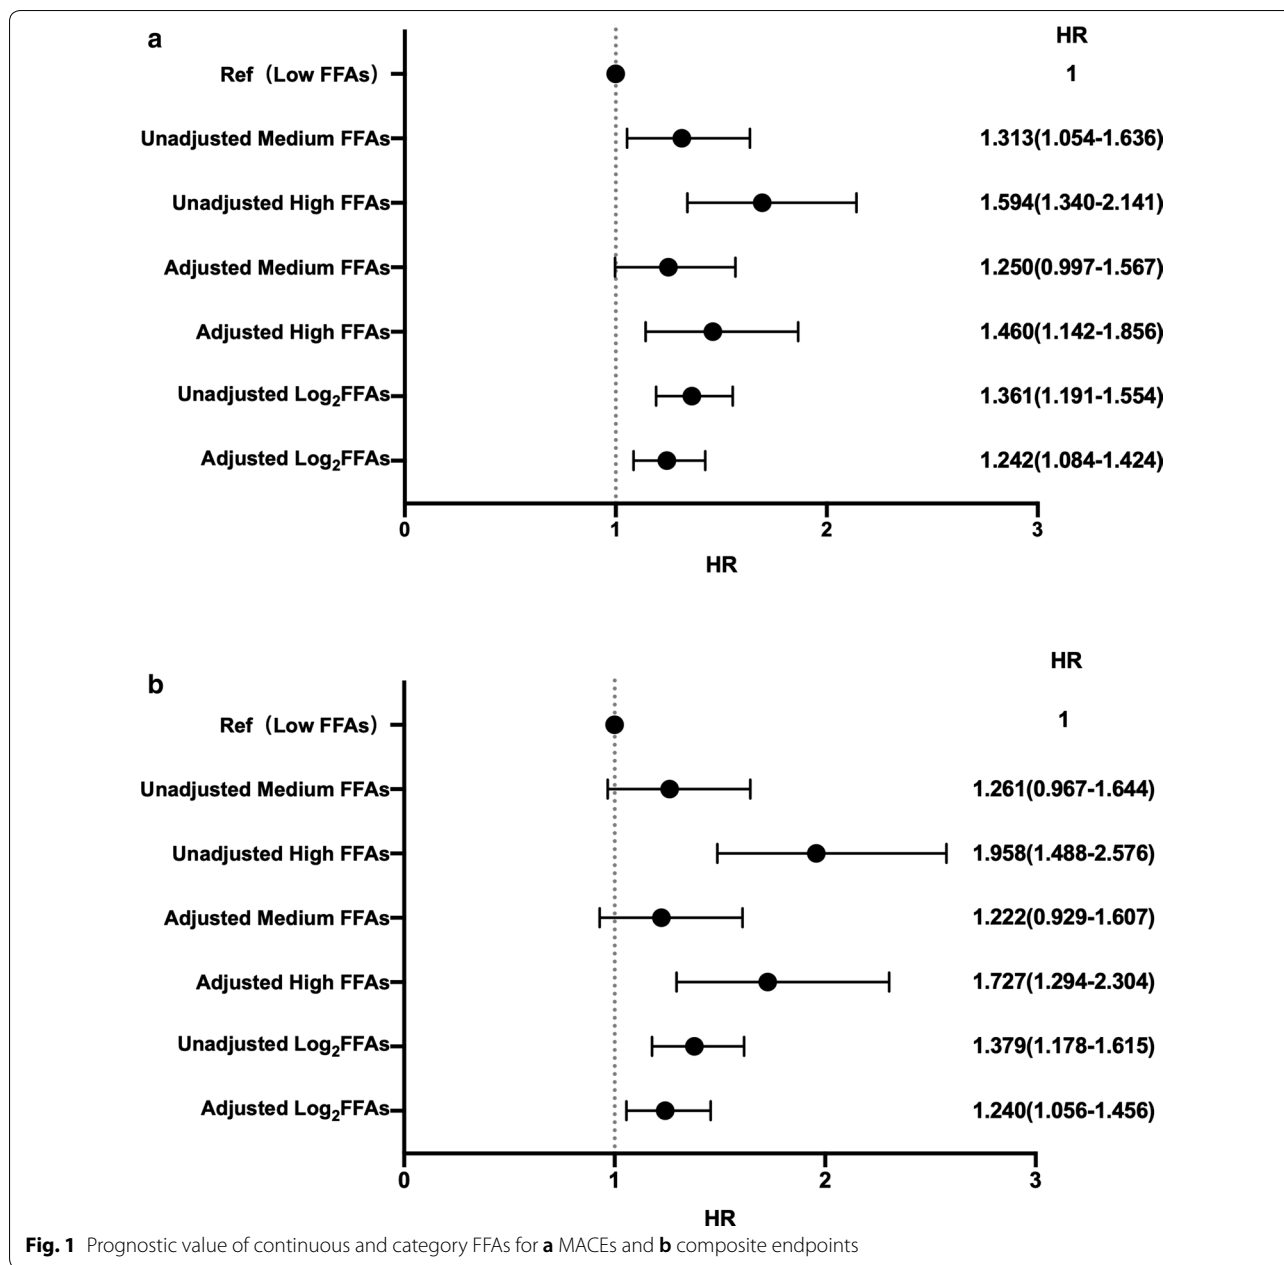 a
HR
Ref（Low FFAs） 1
Unadjusted Medium FFAs 1.313(1.054-1.636)
Unadjusted High FFAs 1.594(1.340-2.141)
Adjusted Medium FFAs 1.250(0.997-1.567)
Adjusted High FFAs 1.460(1.142-1.856)
Unadjusted Log₂FFAs 1.361(1.191-1.554)
Adjusted Log₂FFAs 1.242(1.084-1.424)
0 1 2 3
HR
HR
b
Ref（Low FFAs） 1
Unadjusted Medium FFAs 1.261(0.967-1.644)
Unadjusted High FFAs 1.958(1.488-2.576)
Adjusted Medium FFAs 1.222(0.929-1.607)
Adjusted High FFAs 1.727(1.294-2.304)
Unadjusted Log₂FFAs 1.379(1.178-1.615)
Adjusted Log₂FFAs 1.240(1.056-1.456)
0 1 2 3
HR
Fig. 1 Prognostic value of continuous and category FFAs for a MACEs and b composite endpoints